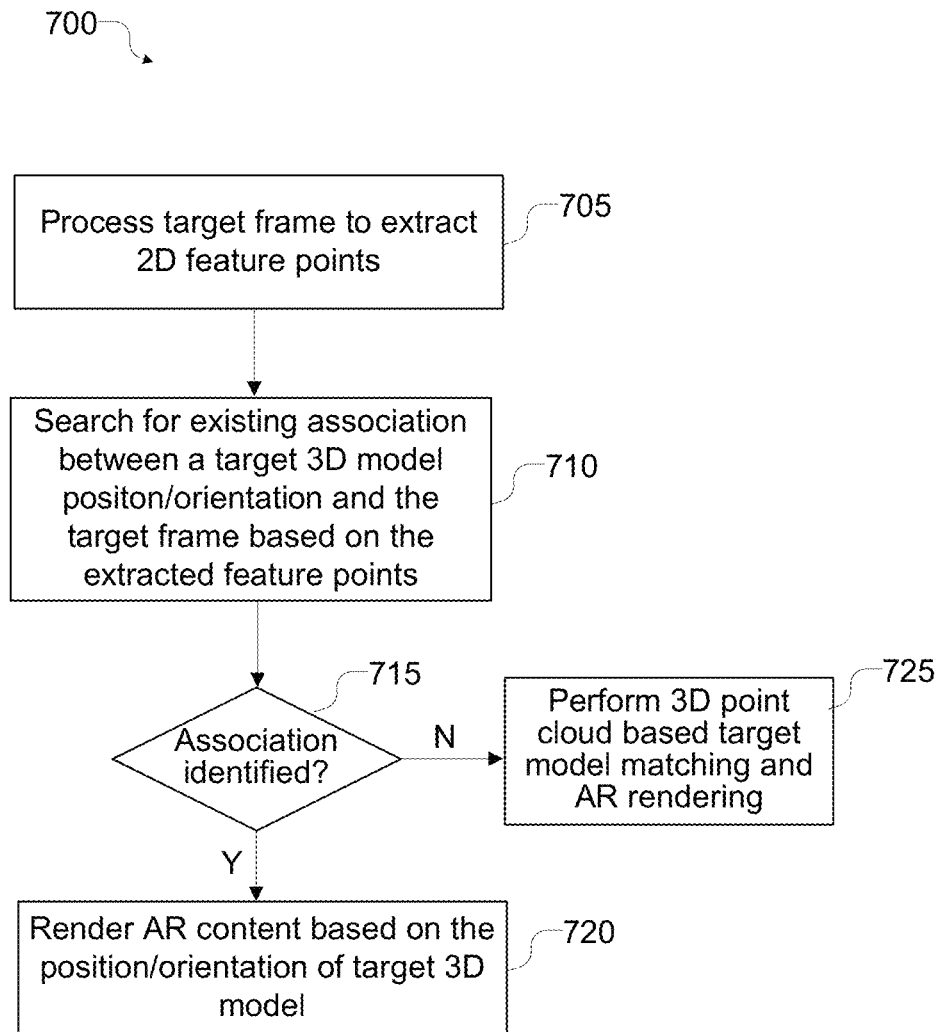 700
Process target frame to extract
2D feature points
705
Search for existing association
between a target 3D model
positon/orientation and the
target frame based on the
extracted feature points
710
715
Association
identified?
N
725
Perform 3D point
cloud based target
model matching and
AR rendering
Y
Render AR content based on the
position/orientation of target 3D
model
720